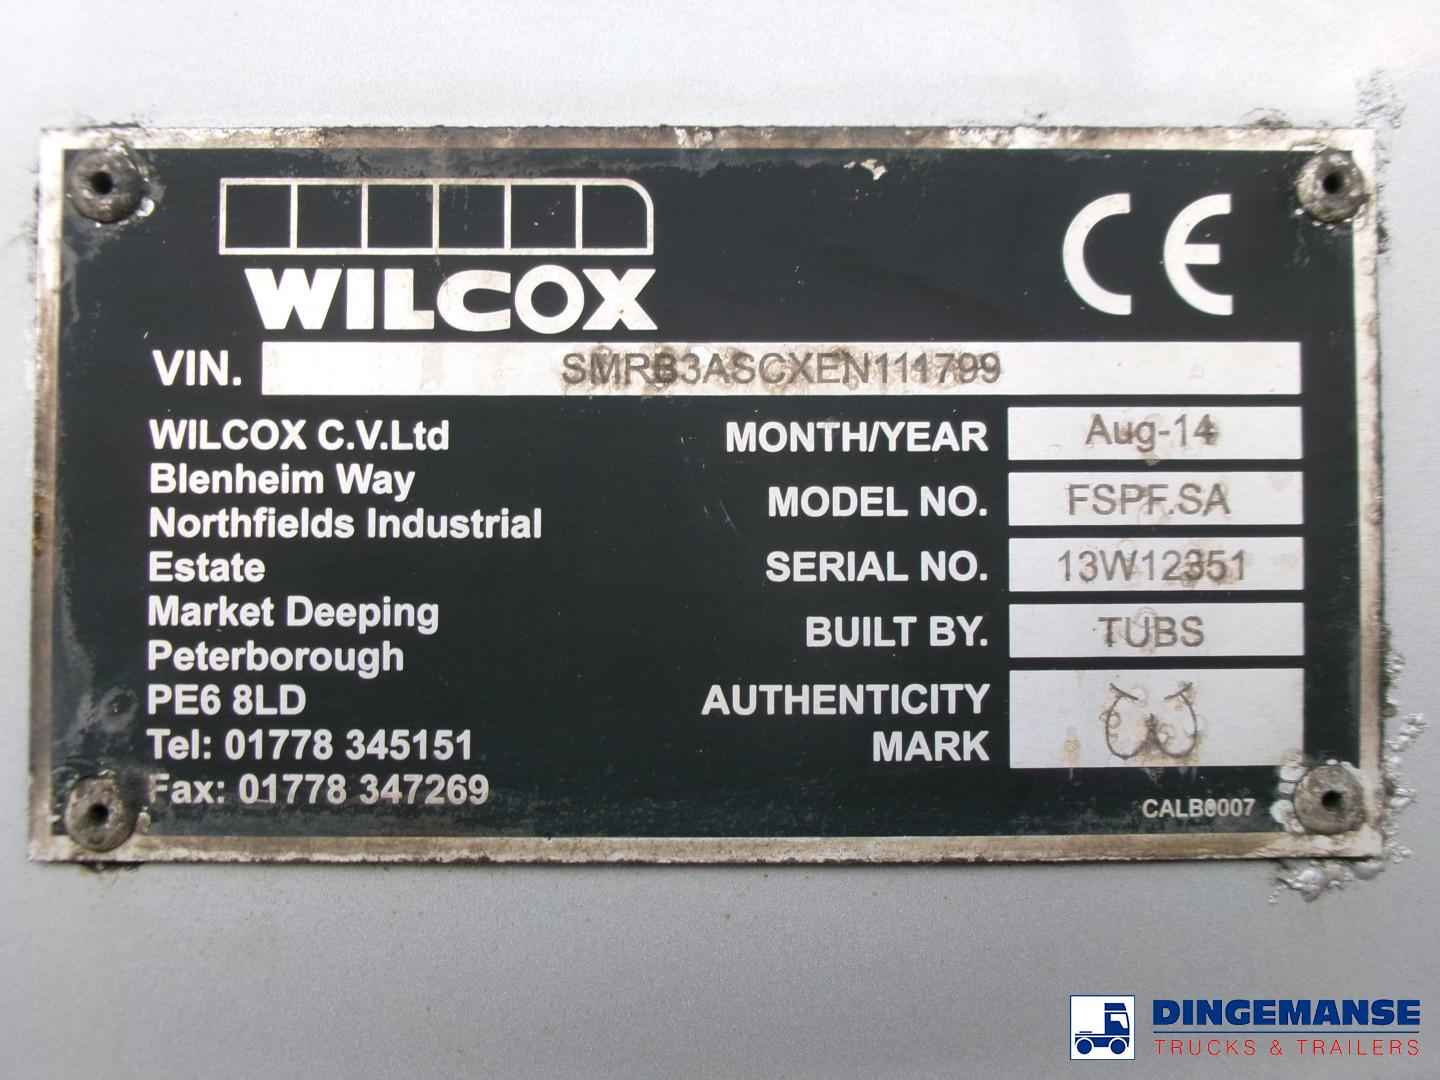 WILCOX
CE
VIN. SMRB3ASCXEN111799
WILCOX C.V.Ltd
Blenheim Way
Northfields Industrial
Estate
Market Deeping
Peterborough
PE6 8LD
Tel: 01778 345151
Fax: 01778 347269
MONTH/YEAR Aug-14
MODEL NO. FSPF.SA
SERIAL NO. 13W12351
BUILT BY. TUBS
AUTHENTICITY
MARK
CALB0007
DINGEMANSE
TRUCKS & TRAILERS